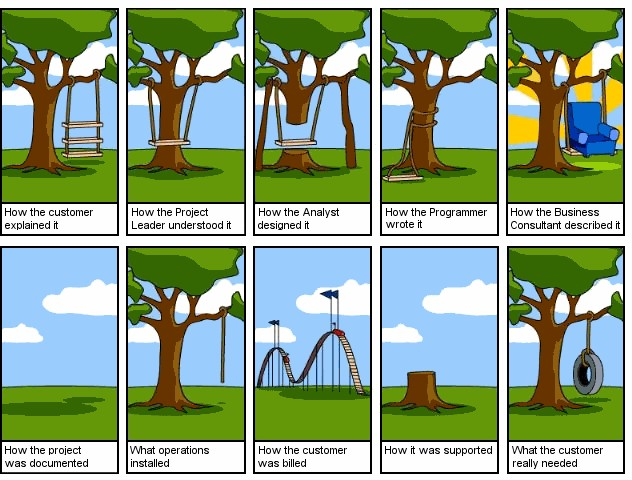 How the customer
explained it
How the Project
Leader understood it
How the Analyst
designed it
How the Programmer
wrote it
How the Business
Consultant described it
How the project
was documented
What operations
installed
How the customer
was billed
How it was supported
What the customer
really needed